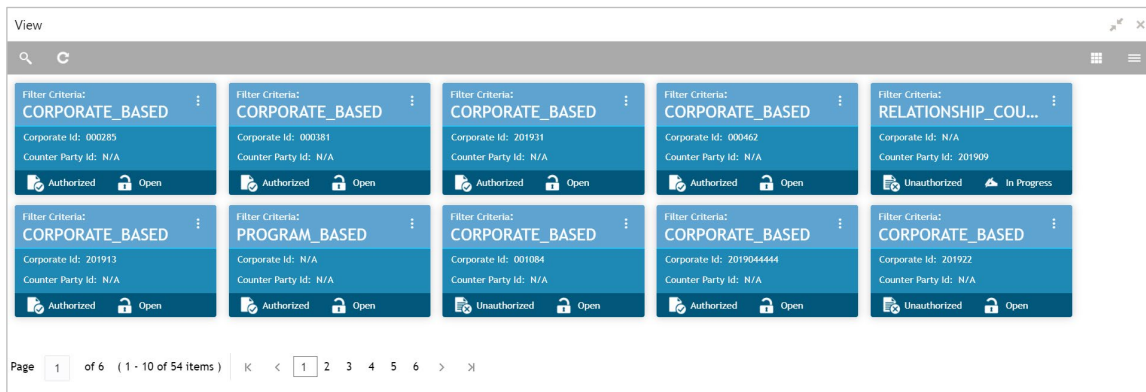 View
Filter Criteria:
CORPORATE_BASED
Corporate Id: 000285
Counter Party Id: N/A
Authorized Open
Filter Criteria:
CORPORATE_BASED
Corporate Id: 000381
Counter Party Id: N/A
Authorized Open
Filter Criteria:
CORPORATE_BASED
Corporate Id: 201931
Counter Party Id: N/A
Authorized Open
Filter Criteria:
CORPORATE_BASED
Corporate Id: 000462
Counter Party Id: N/A
Authorized Open
Filter Criteria:
RELATIONSHIP_COU...
Corporate Id: N/A
Counter Party Id: 201909
Unauthorized In Progress
Filter Criteria:
CORPORATE_BASED
Corporate Id: 201913
Counter Party Id: N/A
Authorized Open
Filter Criteria:
PROGRAM_BASED
Corporate Id: N/A
Counter Party Id: N/A
Authorized Open
Filter Criteria:
CORPORATE_BASED
Corporate Id: 001084
Counter Party Id: N/A
Unauthorized Open
Filter Criteria:
CORPORATE_BASED
Corporate Id: 2019044444
Counter Party Id: N/A
Authorized Open
Filter Criteria:
CORPORATE_BASED
Corporate Id: 201922
Counter Party Id: N/A
Unauthorized Open
Page 1 of 6 ( 1 - 10 of 54 items ) 1 2 3 4 5 6